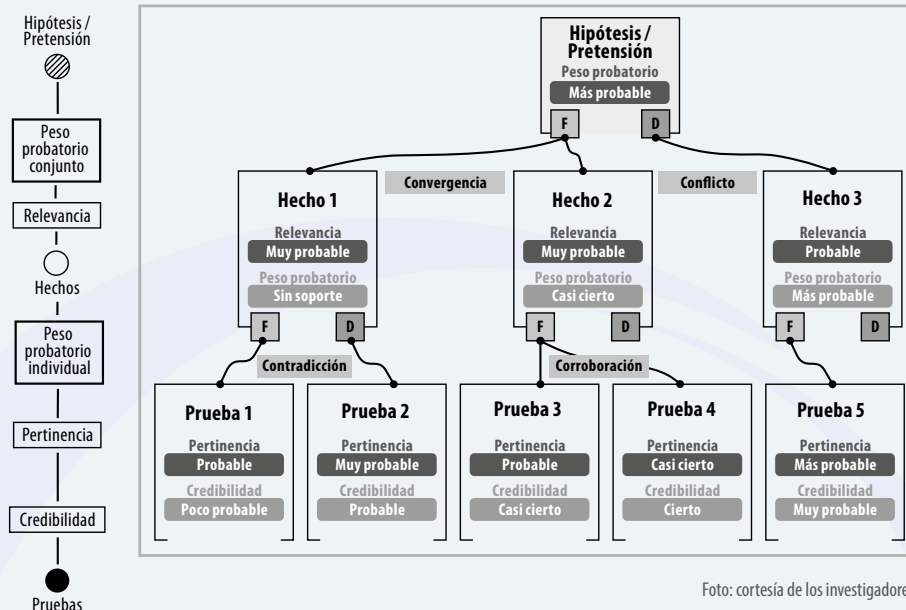 Hipótesis /
Pretensión
Peso
probatorio
conjunto
Relevancia
Hechos
Peso
probatorio
individual
Pertinencia
Credibilidad
Pruebas
Hipótesis /
Pretensión
Peso probatorio
Más probable
F D
Convergencia
Conflicto
Hecho 1
Relevancia
Muy probable
Peso probatorio
Sin soporte
F D
Hecho 2
Relevancia
Muy probable
Peso probatorio
Casi cierto
F D
Hecho 3
Relevancia
Probable
Peso probatorio
Más probable
F D
Contradicción
Corroboración
Prueba 1
Pertinencia
Probable
Credibilidad
Poco probable
Prueba 2
Pertinencia
Muy probable
Credibilidad
Probable
Prueba 3
Pertinencia
Probable
Credibilidad
Casi cierto
Prueba 4
Pertinencia
Casi cierto
Credibilidad
Cierto
Prueba 5
Pertinencia
Más probable
Credibilidad
Muy probable
Foto: cortesía de los investigadore